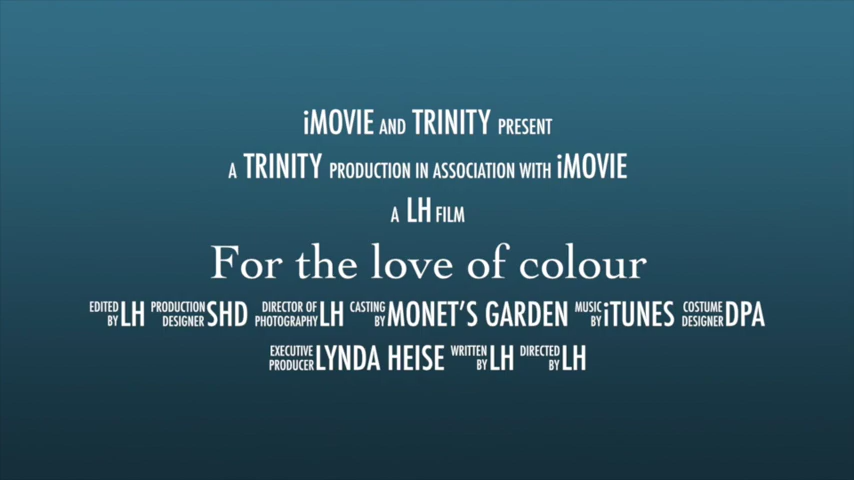 iMOVIE AND TRINITY PRESENT
A TRINITY PRODUCTION IN ASSOCIATION WITH iMOVIE
A LH FILM
For the love of colour
EDITED BY LH PRODUCTION DESIGNER SHD DIRECTOR OF PHOTOGRAPHY LH CASTING BY MONET'S GARDEN MUSIC BY iTUNES COSTUME DESIGNER DPA
EXECUTIVE PRODUCER LYNDA HEISE WRITTEN BY LH DIRECTED BY LH